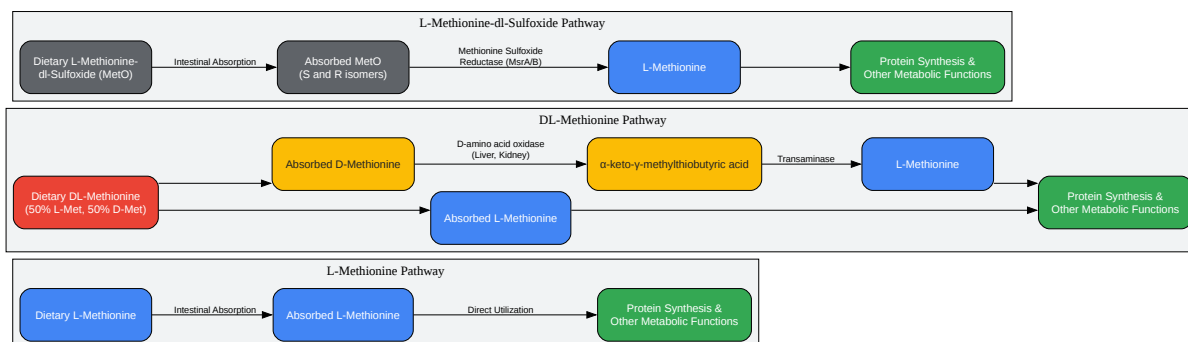 L-Methionine-dl-Sulfoxide Pathway
Dietary L-Methionine-
dl-Sulfoxide (MetO)
Intestinal Absorption
Absorbed MetO
(S and R isomers)
Methionine Sulfoxide
Reductase (MsrA/B)
L-Methionine
Protein Synthesis &
Other Metabolic Functions
DL-Methionine Pathway
Dietary DL-Methionine
(50% L-Met, 50% D-Met)
Absorbed D-Methionine
D-amino acid oxidase
(Liver, Kidney)
α-keto-γ-methylthiobutyric acid
Transaminase
L-Methionine
Absorbed L-Methionine
Protein Synthesis &
Other Metabolic Functions
L-Methionine Pathway
Dietary L-Methionine
Intestinal Absorption
Absorbed L-Methionine
Direct Utilization
Protein Synthesis &
Other Metabolic Functions